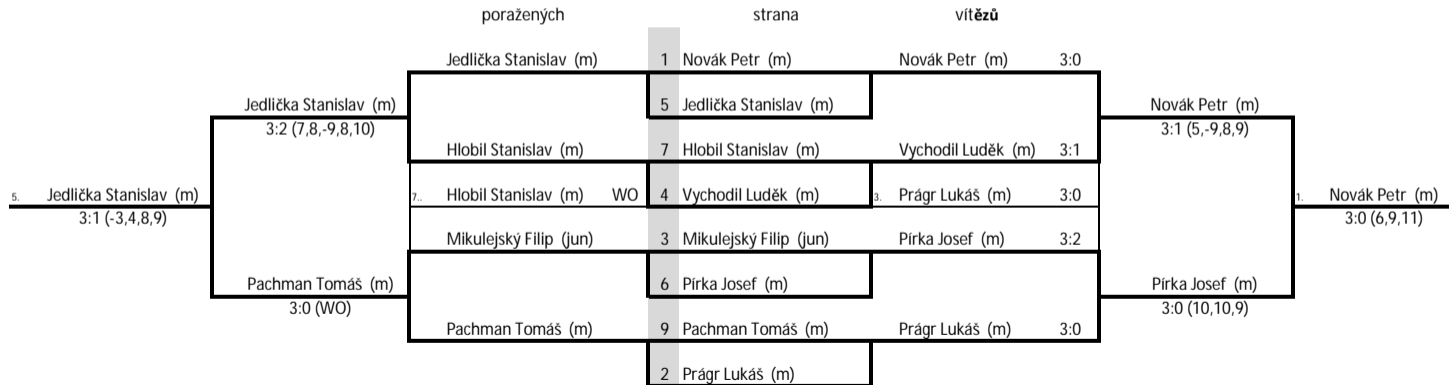 poražených strana vítězů
Jedlička Stanislav (m) 1 Novák Petr (m) Novák Petr (m) 3:0
Jedlička Stanislav (m) 5 Jedlička Stanislav (m) Novák Petr (m)
3:2 (7,8,-9,8,10) 3:1 (5,-9,8,9)
Hlobil Stanislav (m) 7 Hlobil Stanislav (m) Vychodil Luděk (m) 3:1
5. Jedlička Stanislav (m) 7.. Hlobil Stanislav (m) WO 4 Vychodil Luděk (m) 3. Prágr Lukáš (m) 3:0 1. Novák Petr (m)
3:1 (-3,4,8,9) 3:0 (6,9,11)
Mikulejský Filip (jun) 3 Mikulejský Filip (jun) Pírka Josef (m) 3:2
Pachman Tomáš (m) 6 Pírka Josef (m) Pírka Josef (m)
3:0 (WO) 3:0 (10,10,9)
Pachman Tomáš (m) 9 Pachman Tomáš (m) Prágr Lukáš (m) 3:0
2 Prágr Lukáš (m)